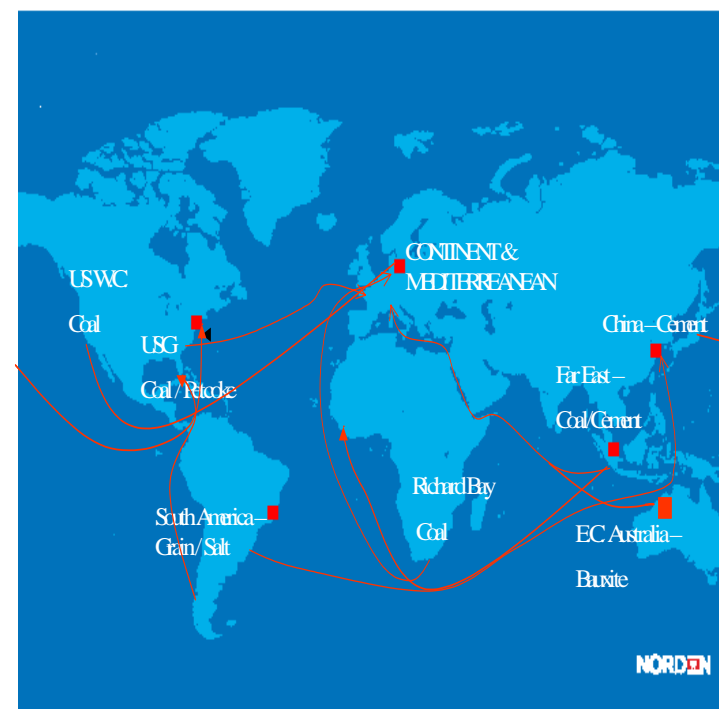 CONTINENT &
MEDITERREANEAN
US WC
Coal
USG
Coal / Petcoke
China – Cement
Far East –
Coal/Cement
Richard Bay
Coal
South America –
Grain / Salt
EC Australia –
Bauxite
NORDEN